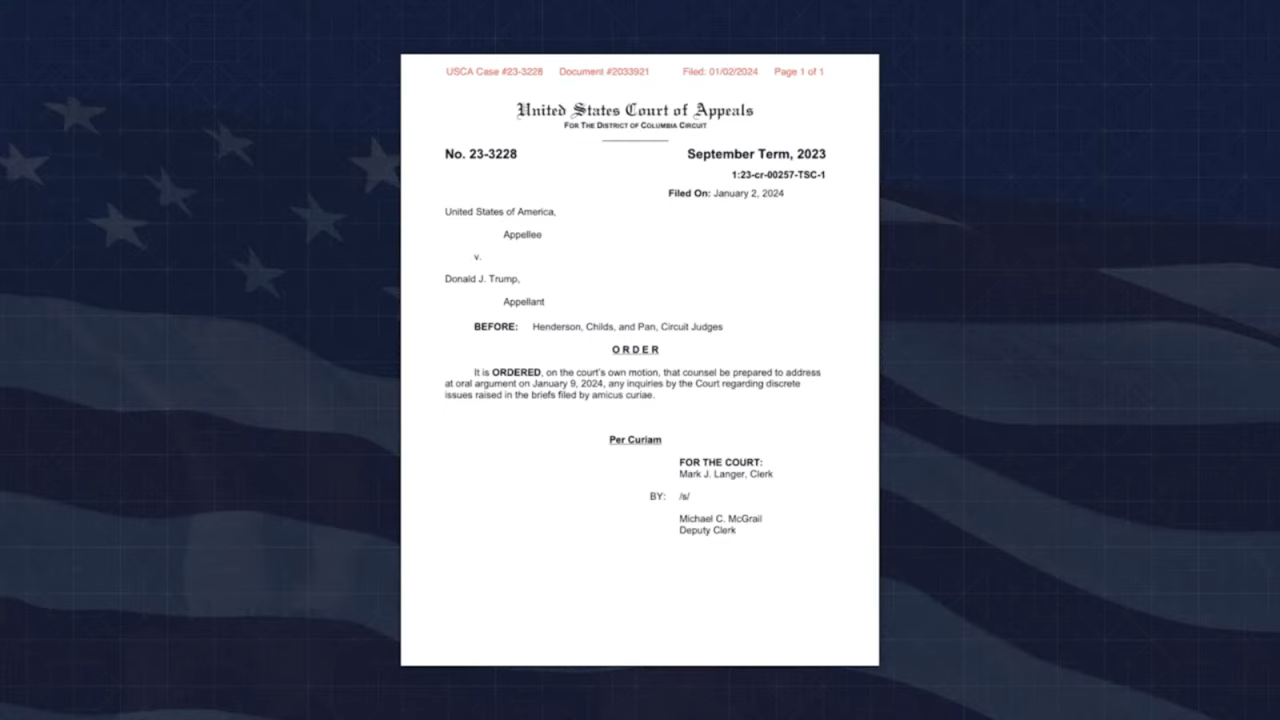 USCA Case #23-3228 Document #2033921 Filed: 01/02/2024 Page 1 of 1
United States Court of Appeals
FOR THE DISTRICT OF COLUMBIA CIRCUIT
No. 23-3228 September Term, 2023
1:23-cr-00257-TSC-1
Filed On: January 2, 2024
United States of America,
Appellee
v.
Donald J. Trump,
Appellant
BEFORE: Henderson, Childs, and Pan, Circuit Judges
ORDER
It is ORDERED, on the court's own motion, that counsel be prepared to address
at oral argument on January 9, 2024, any inquiries by the Court regarding discrete
issues raised in the briefs filed by amicus curiae.
Per Curiam
FOR THE COURT:
Mark J. Langer, Clerk
BY: /s/
Michael C. McGrail
Deputy Clerk